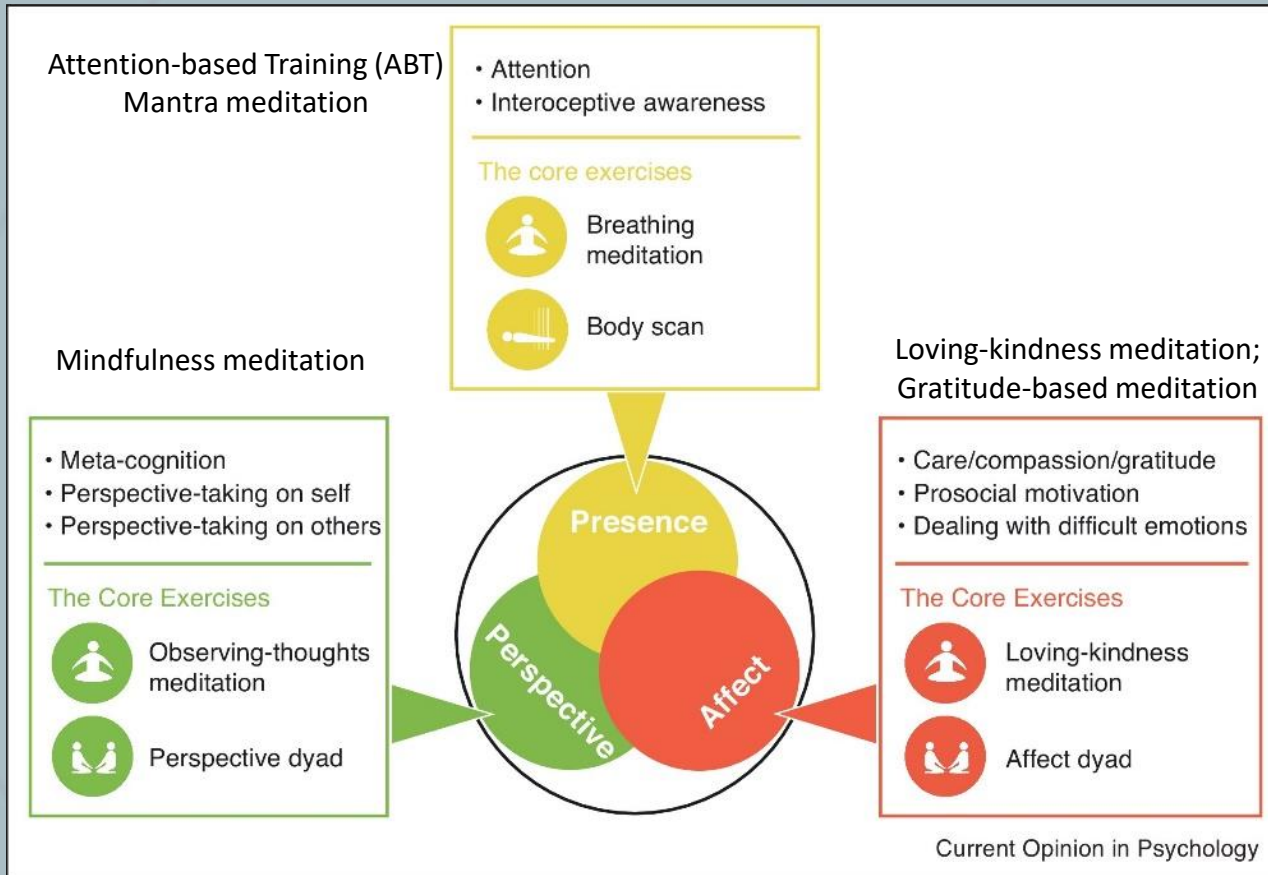 Attention-based Training (ABT)
Mantra meditation
• Attention
• Interoceptive awareness
The core exercises
Breathing
meditation
Body scan
Mindfulness meditation
• Meta-cognition
• Perspective-taking on self
• Perspective-taking on others
The Core Exercises
Observing-thoughts
meditation
Perspective dyad
Presence
Perspective
Affect
Loving-kindness meditation;
Gratitude-based meditation
• Care/compassion/gratitude
• Prosocial motivation
• Dealing with difficult emotions
The Core Exercises
Loving-kindness
meditation
Affect dyad
Current Opinion in Psychology